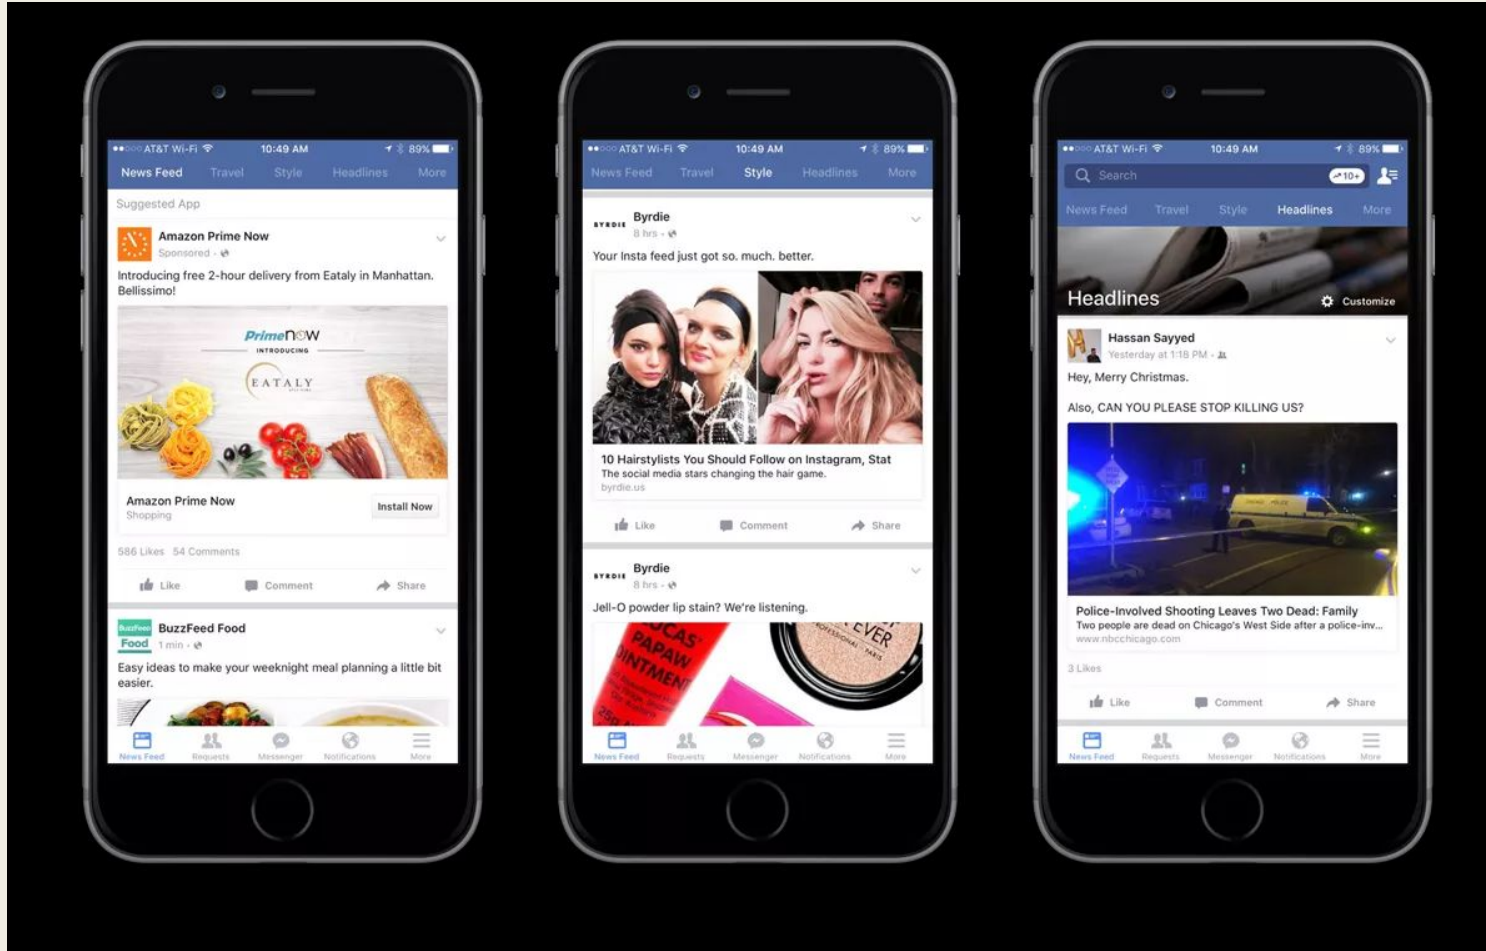 AT&T Wi-Fi 10:49 AM 89%
News Feed Travel Style Headlines More
Suggested App
Amazon Prime Now
Sponsored
Introducing free 2-hour delivery from Eataly in Manhattan.
Bellissimo!
PrimeNOW
INTRODUCING
EATALY
Amazon Prime Now
Shopping
Install Now
586 Likes 54 Comments
Like Comment Share
BuzzFeed
Food
BuzzFeed Food
1 min
Easy ideas to make your weeknight meal planning a little bit
easier.
News Feed Requests Messenger Notifications More
AT&T Wi-Fi 10:49 AM 89%
News Feed Travel Style Headlines More
BYRDIE
Byrdie
8 hrs
Your Insta feed just got so. much. better.
10 Hairstylists You Should Follow on Instagram, Stat
The social media stars changing the hair game.
byrdie.us
Like Comment Share
BYRDIE
Byrdie
8 hrs
Jell-O powder lip stain? We're listening.
LUCAS'
PAPAW
OINTMENT
25g
EVER
PROFESSIONAL - PARIS
News Feed Requests Messenger Notifications More
AT&T Wi-Fi 10:49 AM 89%
Search 10+
News Feed Travel Style Headlines More
Headlines
Customize
Hassan Sayyed
Yesterday at 1:18 PM
Hey, Merry Christmas.
Also, CAN YOU PLEASE STOP KILLING US?
CHICAGO POLICE
Police-Involved Shooting Leaves Two Dead: Family
Two people are dead on Chicago's West Side after a police-inv...
www.nbcchicago.com
3 Likes
Like Comment Share
News Feed Requests Messenger Notifications More